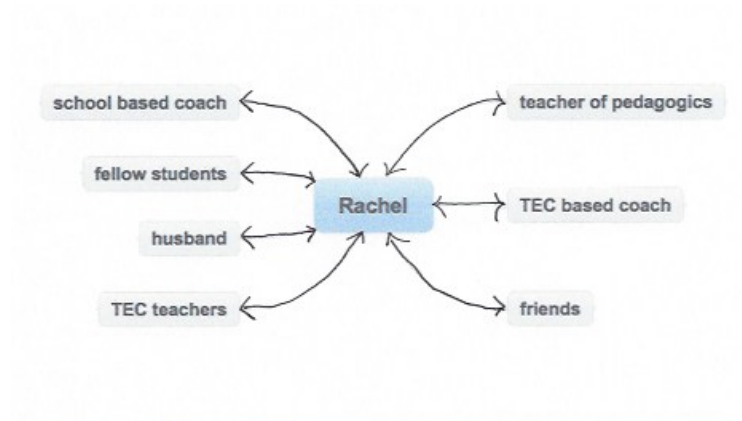 school based coach
teacher of pedagogics
fellow students
Rachel
TEC based coach
husband
TEC teachers
friends